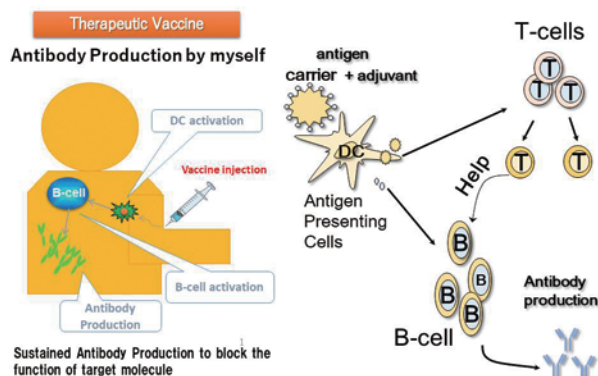 Therapeutic Vaccine
Antibody Production by myself
DC activation
Vaccine injection
B-cell
B-cell activation
Antibody
Production
1
Sustained Antibody Production to block the
function of target molecule
antigen
carrier + adjuvant
DC
Antigen
Presenting
Cells
T-cells
T
T
T
T
T
Help
B
B
B
B
B-cell
Antibody
production